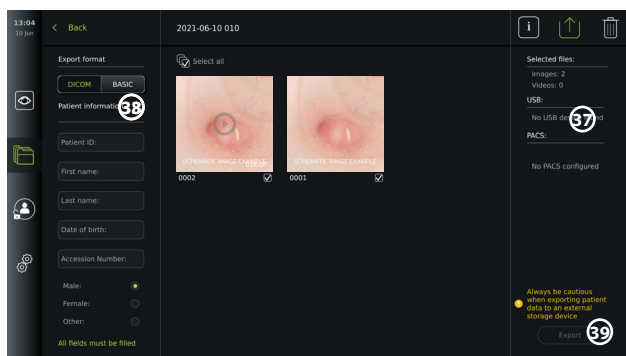 13:04
10 Jun
Back
2021-06-10 010
i
Export format
DICOM
BASIC
Patient information
38
Patient ID:
First name:
Last name:
Date of birth:
Accession Number:
Male:
Female:
Other:
All fields must be filled
Select all
SCHEMATIC IMAGE EXAMPLE
0002
SCHEMATIC IMAGE EXAMPLE
0001
Selected files:
Images: 2
Videos: 0
USB:
No USB
37
PACS:
No PACS configured
Always be cautious
when exporting patient
data to an external
storage device
Export
39